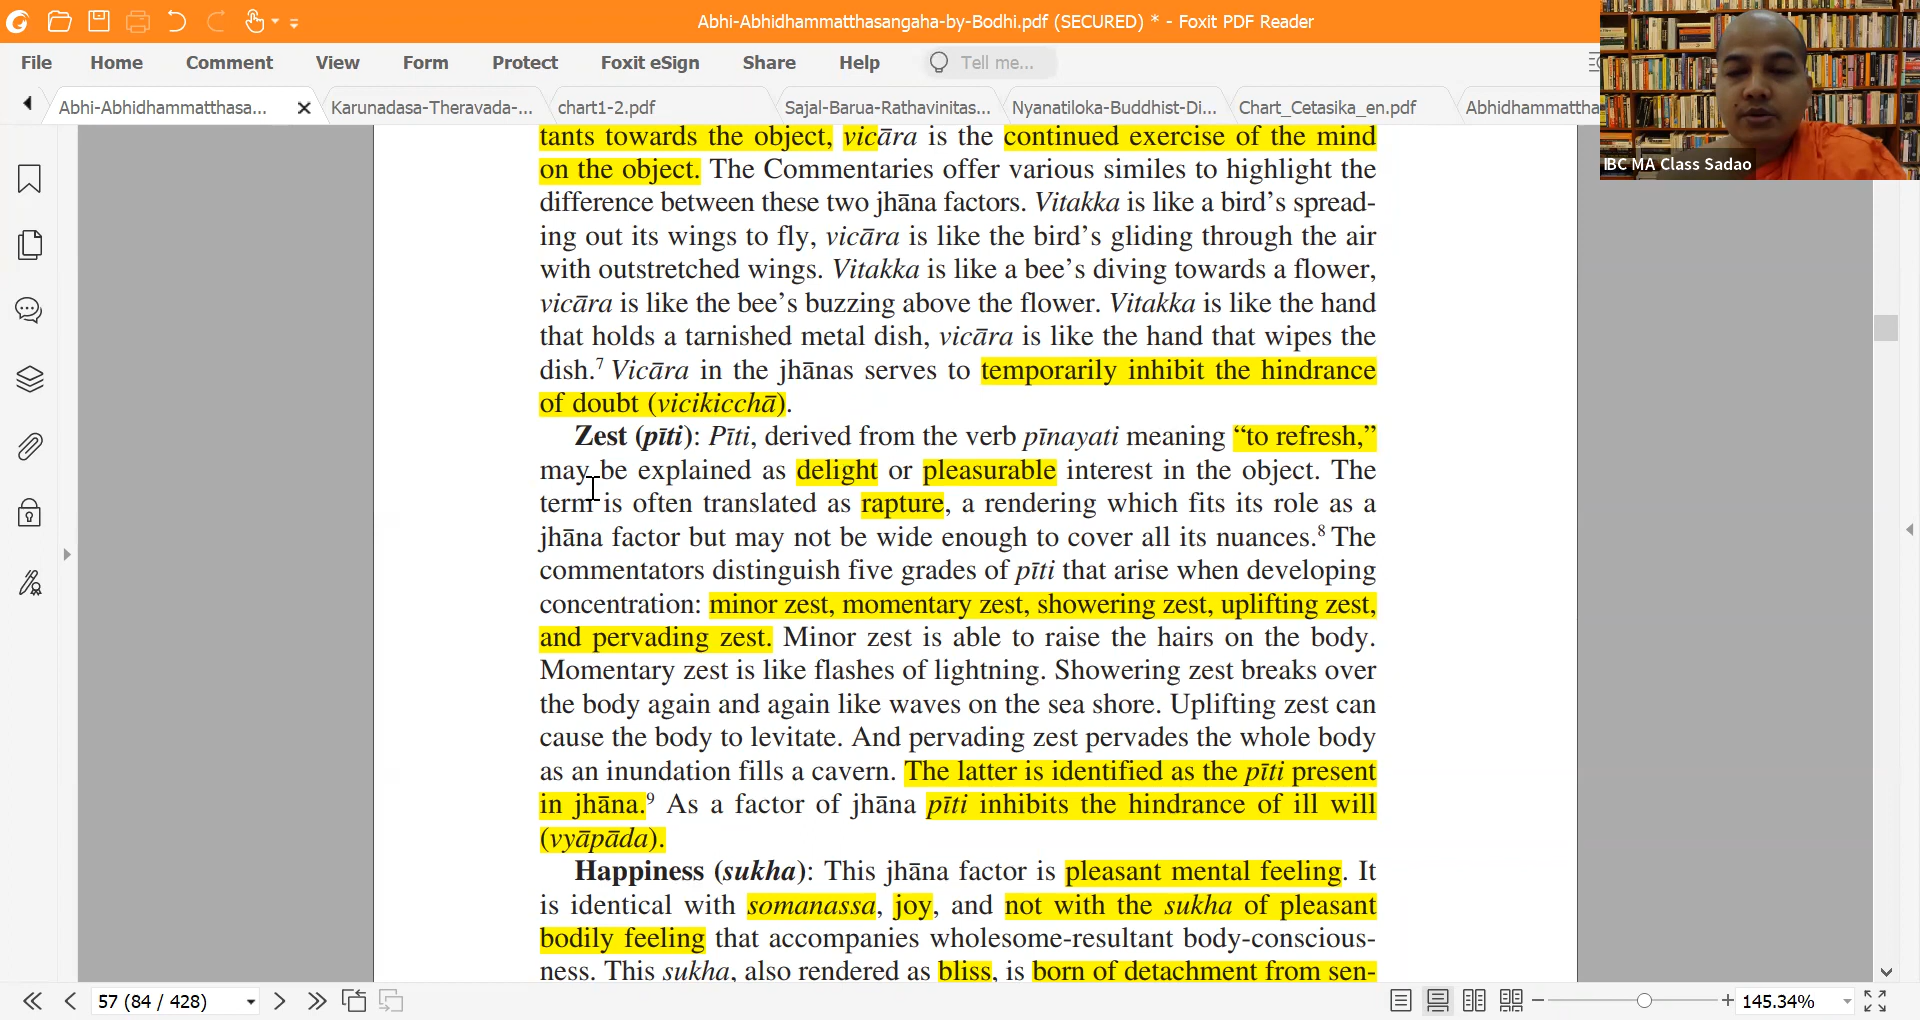 Abhi-Abhidhammatthasangaha-by-Bodhi.pdf (SECURED) * - Foxit PDF Reader
File Home Comment View Form Protect Foxit eSign Share Help Tell me...
Abhi-Abhidhammatthasa... Karunadasa-Theravada-... chart1-2.pdf Sajal-Barua-Rathavinitas... Nyanatiloka-Buddhist-Di... Chart_Cetasika_en.pdf Abhidhammattha
IBC MA Class Sadao
tants towards the object, vicāra is the continued exercise of the mind
on the object. The Commentaries offer various similes to highlight the
difference between these two jhāna factors. Vitakka is like a bird’s spread-
ing out its wings to fly, vicāra is like the bird’s gliding through the air
with outstretched wings. Vitakka is like a bee’s diving towards a flower,
vicāra is like the bee’s buzzing above the flower. Vitakka is like the hand
that holds a tarnished metal dish, vicāra is like the hand that wipes the
dish.⁷ Vicāra in the jhānas serves to temporarily inhibit the hindrance
of doubt (vicikicchā).
Zest (pīti): Pīti, derived from the verb pīnayati meaning “to refresh,”
may be explained as delight or pleasurable interest in the object. The
term is often translated as rapture, a rendering which fits its role as a
jhāna factor but may not be wide enough to cover all its nuances.⁸ The
commentators distinguish five grades of pīti that arise when developing
concentration: minor zest, momentary zest, showering zest, uplifting zest,
and pervading zest. Minor zest is able to raise the hairs on the body.
Momentary zest is like flashes of lightning. Showering zest breaks over
the body again and again like waves on the sea shore. Uplifting zest can
cause the body to levitate. And pervading zest pervades the whole body
as an inundation fills a cavern. The latter is identified as the pīti present
in jhāna.⁹ As a factor of jhāna pīti inhibits the hindrance of ill will
(vyāpāda).
Happiness (sukha): This jhāna factor is pleasant mental feeling. It
is identical with somanassa, joy, and not with the sukha of pleasant
bodily feeling that accompanies wholesome-resultant body-conscious-
ness. This sukha, also rendered as bliss, is born of detachment from sen-
57 (84 / 428) 145.34%